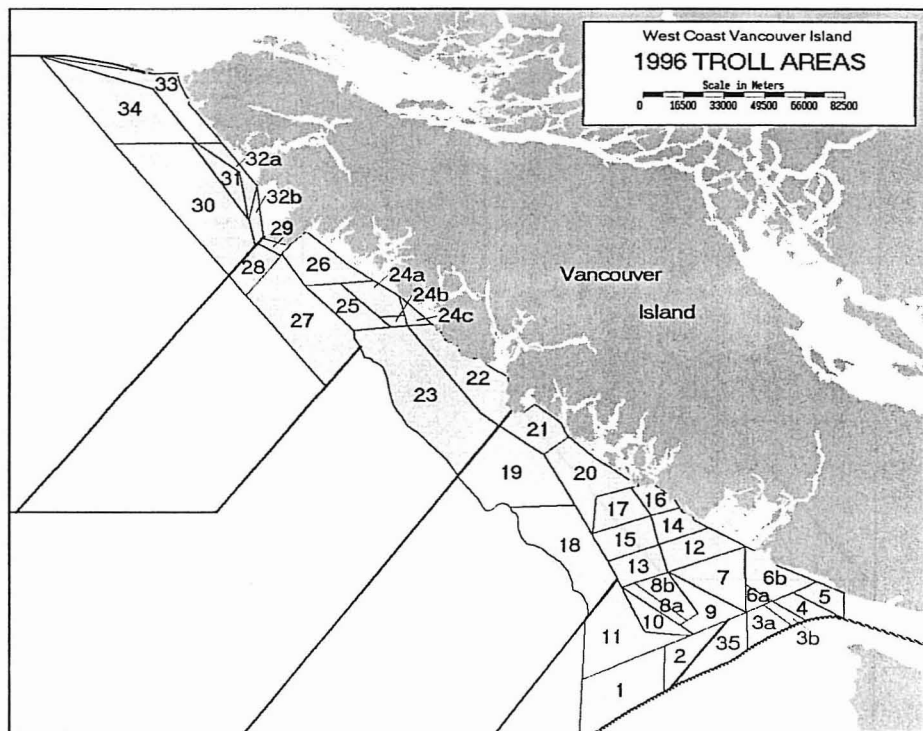 West Coast Vancouver Island
1996 TROLL AREAS
Scale in Meters
0 16500 33000 49500 66000 82500
33
34
32a
31
32b
30
29
28
26
24a
24b
25
24c
27
Vancouver
Island
23
22
21
20
19
17
16
14
18
15
12
13
7
8b
6b
8a
6a
5
10
9
4
11
3a
3b
35
2
1